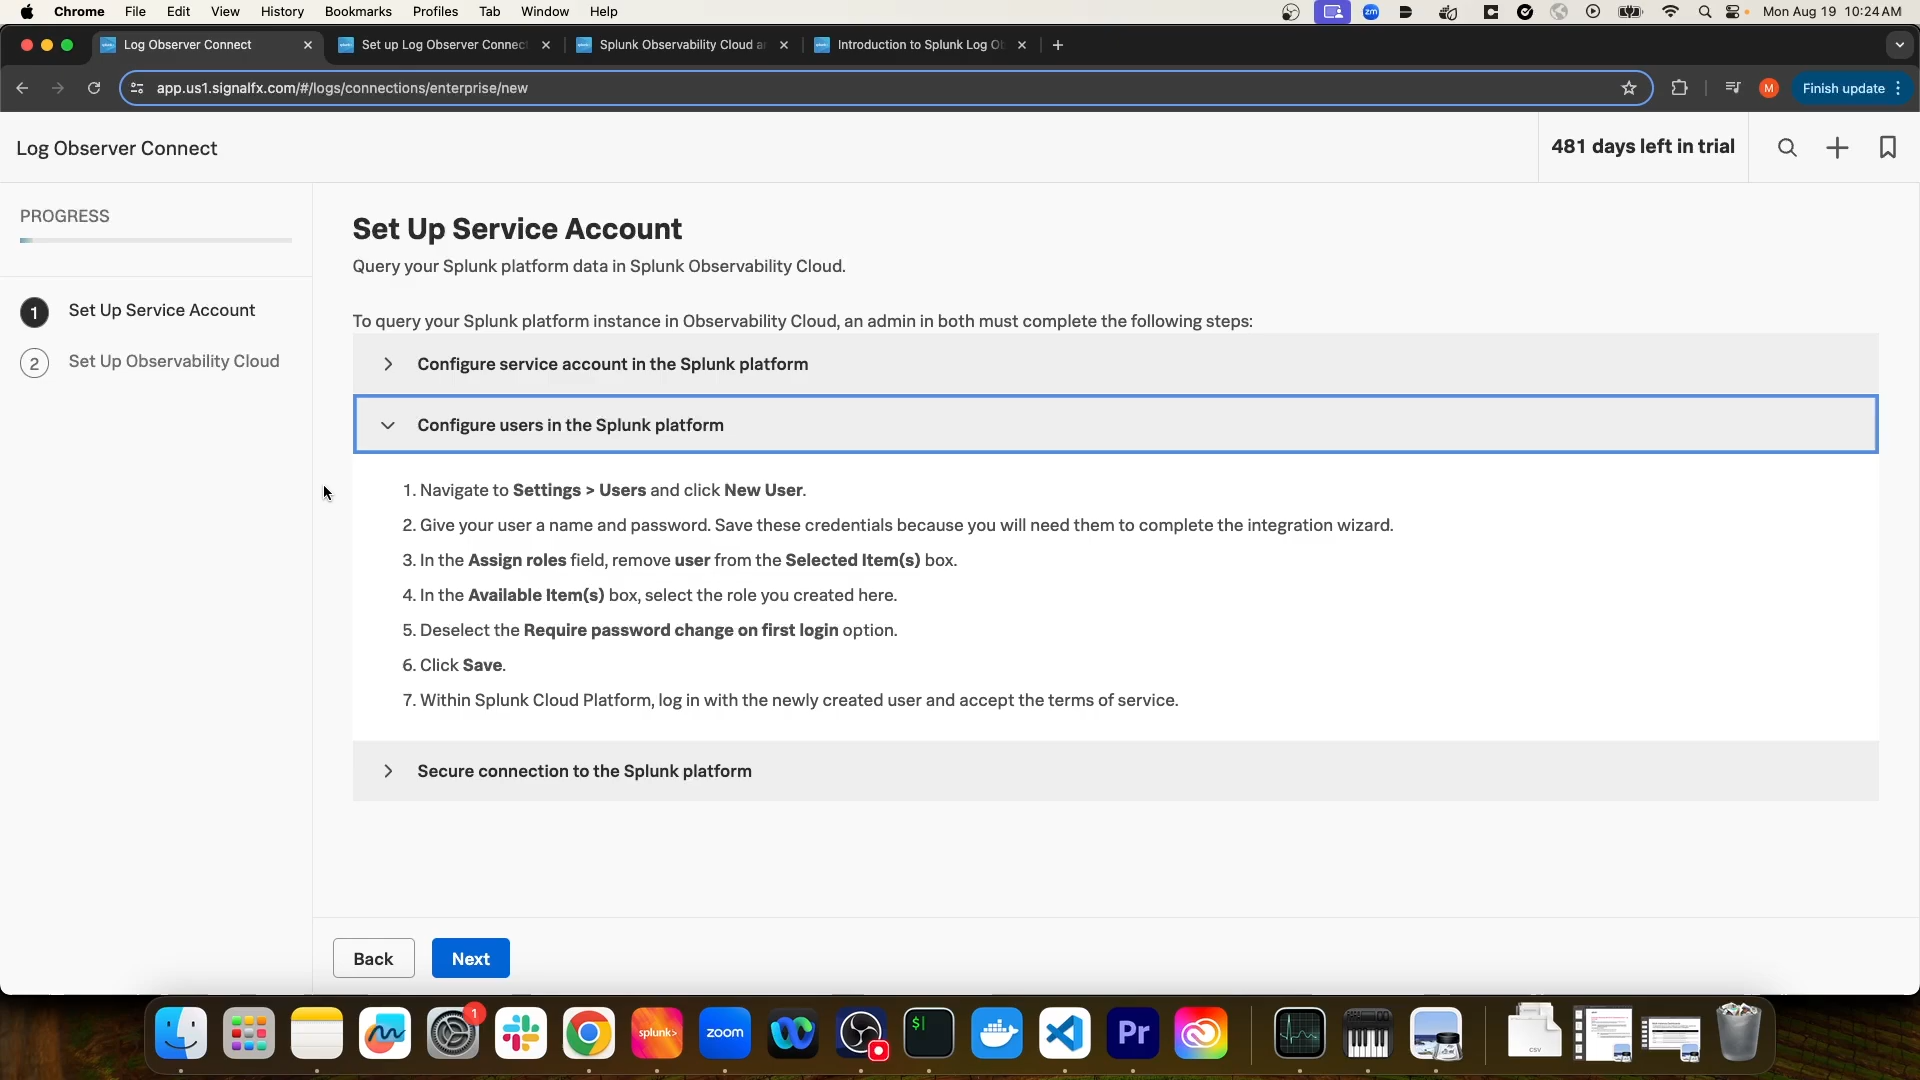 Chrome File Edit View History Bookmarks Profiles Tab Window Help
zm
Mon Aug 19 10:24 AM
Log Observer Connect
Set up Log Observer Connec
Splunk Observability Cloud a
Introduction to Splunk Log O
app.us1.signalfx.com/#/logs/connections/enterprise/new
M
Finish update
Log Observer Connect
481 days left in trial
PROGRESS
1 Set Up Service Account
2 Set Up Observability Cloud
Set Up Service Account
Query your Splunk platform data in Splunk Observability Cloud.
To query your Splunk platform instance in Observability Cloud, an admin in both must complete the following steps:
Configure service account in the Splunk platform
Configure users in the Splunk platform
1. Navigate to Settings > Users and click New User.
2. Give your user a name and password. Save these credentials because you will need them to complete the integration wizard.
3. In the Assign roles field, remove user from the Selected Item(s) box.
4. In the Available Item(s) box, select the role you created here.
5. Deselect the Require password change on first login option.
6. Click Save.
7. Within Splunk Cloud Platform, log in with the newly created user and accept the terms of service.
Secure connection to the Splunk platform
Back
Next
1
splunk>
zoom
$
Pr
CSV